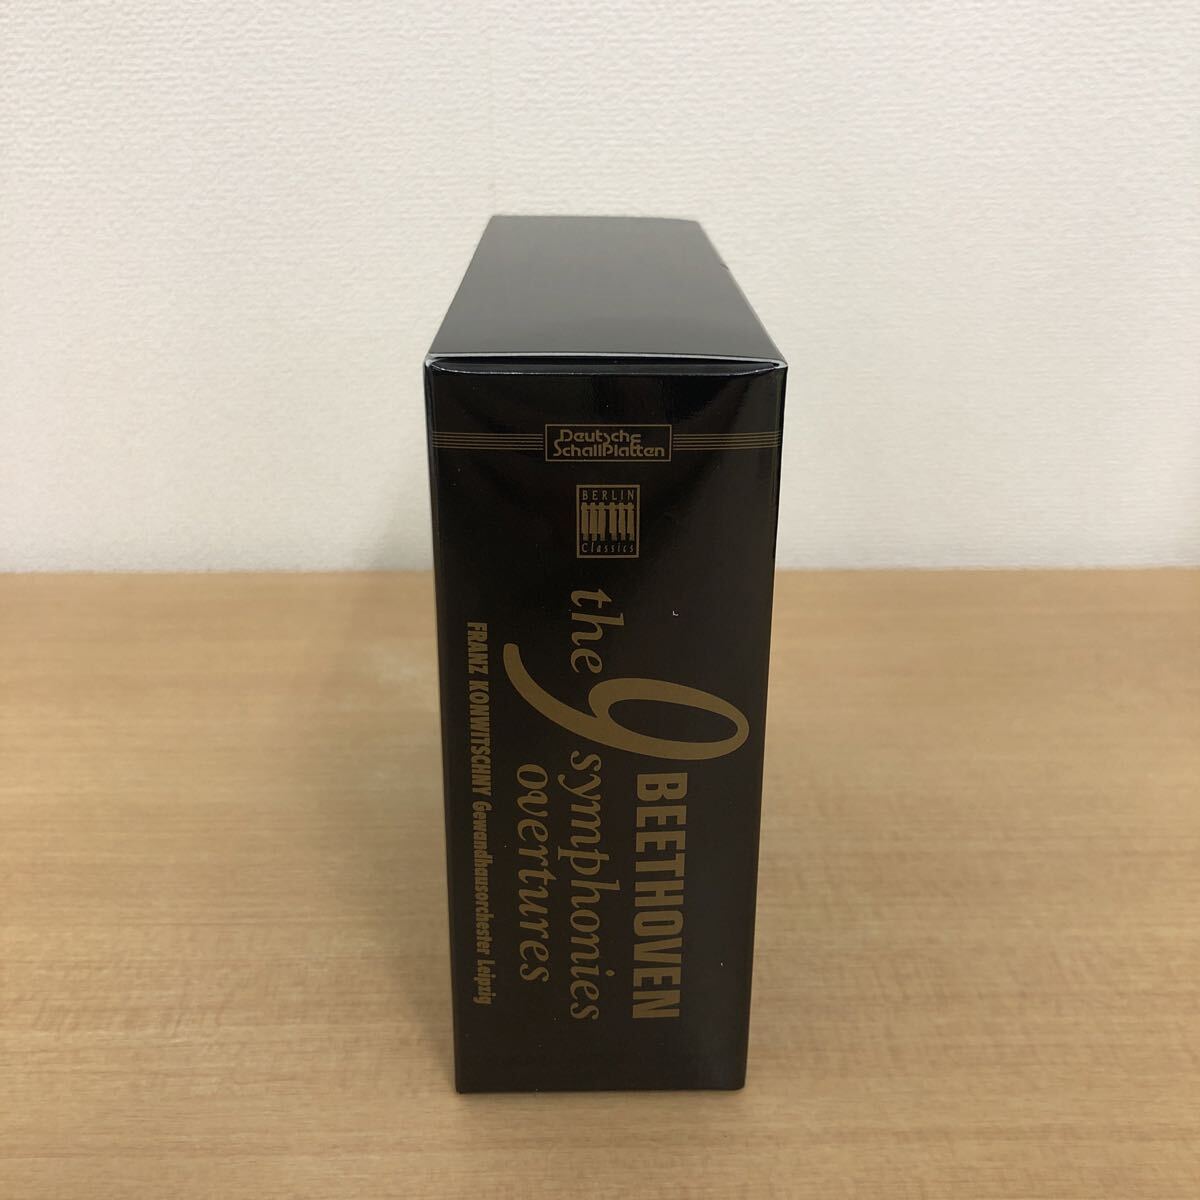 Deutsche
SchallPlatten
BERLIN
Classics
BEETHOVEN
the 9 symphonies
overtures
FRANZ KONWITSCHNY Gewandhausorchester Leipzig